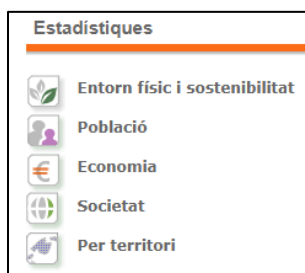 Estadístiques
Entorn físic i sostenibilitat
Població
Economia
Societat
Per territori